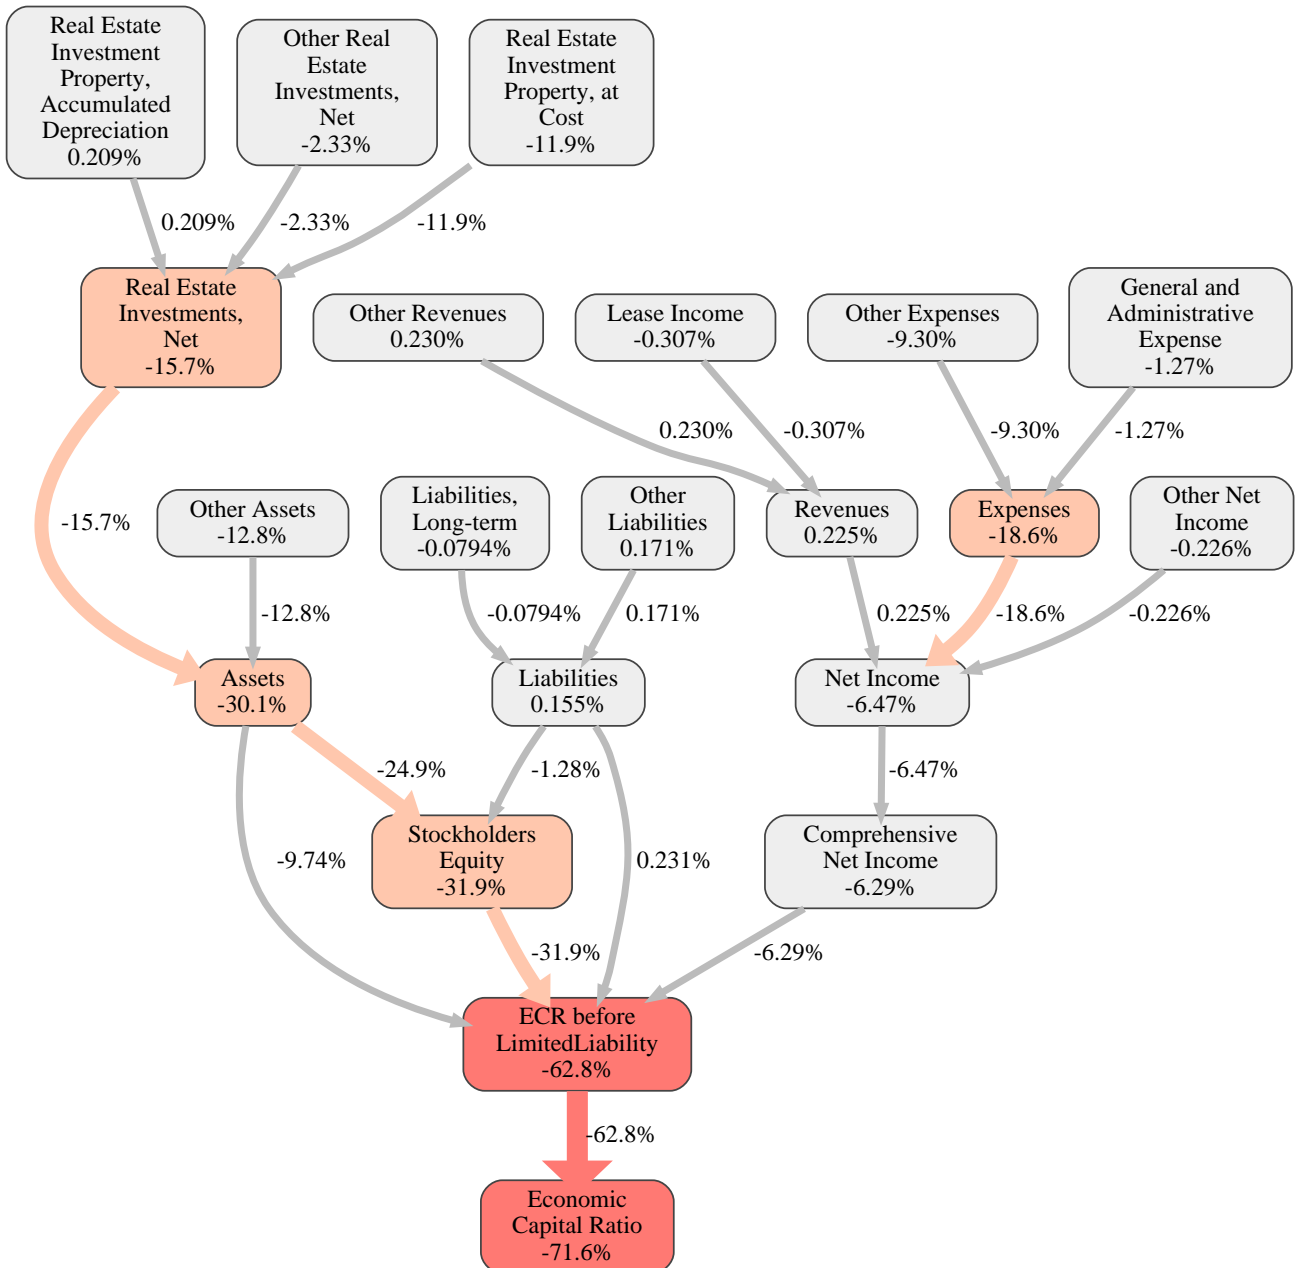 Real Estate
Investment
Property,
Accumulated
Depreciation
0.209%
Other Real
Estate
Investments,
Net
-2.33%
Real Estate
Investment
Property, at
Cost
-11.9%
0.209%
-2.33%
-11.9%
Real Estate
Investments,
Net
-15.7%
Other Revenues
0.230%
Lease Income
-0.307%
Other Expenses
-9.30%
General and
Administrative
Expense
-1.27%
0.230%
-0.307%
-9.30%
-1.27%
-15.7%
Other Assets
-12.8%
Liabilities,
Long-term
-0.0794%
Other
Liabilities
0.171%
Revenues
0.225%
Expenses
-18.6%
Other Net
Income
-0.226%
-12.8%
-0.0794%
0.171%
0.225%
-18.6%
-0.226%
Assets
-30.1%
Liabilities
0.155%
Net Income
-6.47%
-24.9%
-1.28%
-6.47%
-9.74%
Stockholders
Equity
-31.9%
0.231%
Comprehensive
Net Income
-6.29%
-31.9%
-6.29%
ECR before
LimitedLiability
-62.8%
-62.8%
Economic
Capital Ratio
-71.6%